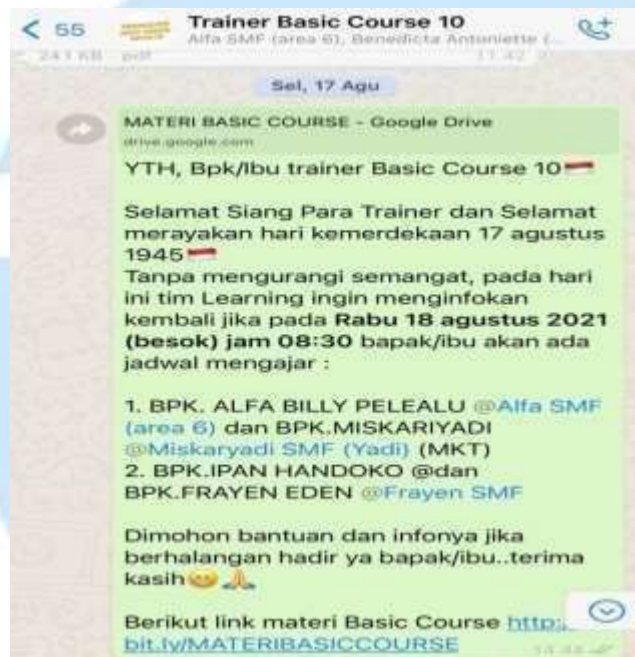 55
Trainer Basic Course 10
Alfa SMF (area 6), Benedicta Antoniette (...
241 KB pdf
Sel, 17 Agu
MATERI BASIC COURSE - Google Drive
drive.google.com
YTH, Bpk/Ibu trainer Basic Course 10🇮🇩
Selamat Siang Para Trainer dan Selamat
merayakan hari kemerdekaan 17 agustus
1945🇮🇩
Tanpa mengurangi semangat, pada hari
ini tim Learning ingin menginfokan
kembali jika pada Rabu 18 agustus 2021
(besok) jam 08:30 bapak/ibu akan ada
jadwal mengajar :
1. BPK. ALFA BILLY PELEALU @Alfa SMF
(area 6) dan BPK.MISKARIYADI
@Miskaryadi SMF (Yadi) (MKT)
2. BPK.IPAN HANDOKO @dan
BPK.FRAYEN EDEN @Frayen SMF
Dimohon bantuan dan infonya jika
berhalangan hadir ya bapak/ibu..terima
kasih😄🙏
Berikut link materi Basic Course http:
bit.ly/MATERIBASICCOURSE